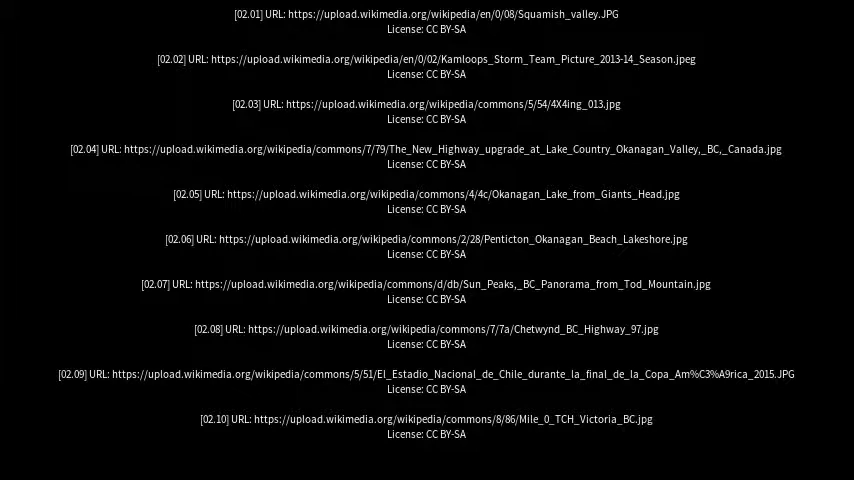 [02.01] URL: https://upload.wikimedia.org/wikipedia/en/0/08/Squamish_valley.JPG
License: CC BY-SA
[02.02] URL: https://upload.wikimedia.org/wikipedia/en/0/02/Kamloops_Storm_Team_Picture_2013-14_Season.jpeg
License: CC BY-SA
[02.03] URL: https://upload.wikimedia.org/wikipedia/commons/5/54/4X4ing_013.jpg
License: CC BY-SA
[02.04] URL: https://upload.wikimedia.org/wikipedia/commons/7/79/The_New_Highway_upgrade_at_Lake_Country_Okanagan_Valley,_BC,_Canada.jpg
License: CC BY-SA
[02.05] URL: https://upload.wikimedia.org/wikipedia/commons/4/4c/Okanagan_Lake_from_Giants_Head.jpg
License: CC BY-SA
[02.06] URL: https://upload.wikimedia.org/wikipedia/commons/2/28/Penticton_Okanagan_Beach_Lakeshore.jpg
License: CC BY-SA
[02.07] URL: https://upload.wikimedia.org/wikipedia/commons/d/db/Sun_Peaks,_BC_Panorama_from_Tod_Mountain.jpg
License: CC BY-SA
[02.08] URL: https://upload.wikimedia.org/wikipedia/commons/7/7a/Chetwynd_BC_Highway_97.jpg
License: CC BY-SA
[02.09] URL: https://upload.wikimedia.org/wikipedia/commons/5/51/El_Estadio_Nacional_de_Chile_durante_la_final_de_la_Copa_Am%C3%A9rica_2015.JPG
License: CC BY-SA
[02.10] URL: https://upload.wikimedia.org/wikipedia/commons/8/86/Mile_0_TCH_Victoria_BC.jpg
License: CC BY-SA